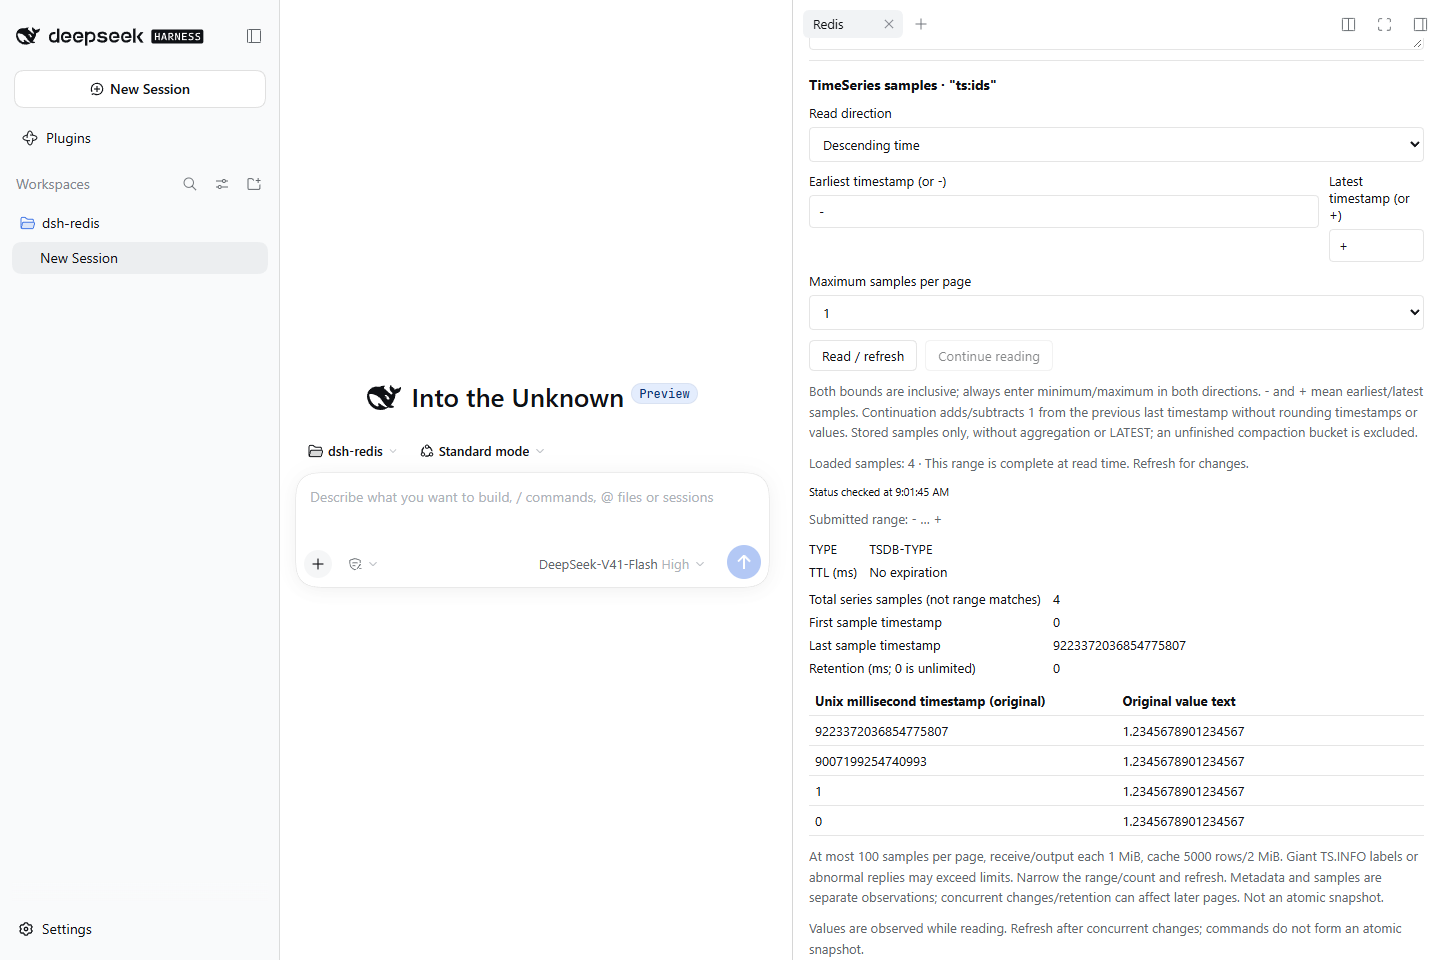 deepseek HARNESS
New Session
Plugins
Workspaces
dsh-redis
New Session
Settings
Into the Unknown Preview
dsh-redis Standard mode
Describe what you want to build, / commands, @ files or sessions
DeepSeek-V41-Flash High
Redis
TimeSeries samples · "ts:ids"
Read direction
Descending time
Earliest timestamp (or -)
-
Latest
timestamp (or
+)
+
Maximum samples per page
1
Read / refresh Continue reading
Both bounds are inclusive; always enter minimum/maximum in both directions. - and + mean earliest/latest
samples. Continuation adds/subtracts 1 from the previous last timestamp without rounding timestamps or
values. Stored samples only, without aggregation or LATEST; an unfinished compaction bucket is excluded.
Loaded samples: 4 · This range is complete at read time. Refresh for changes.
Status checked at 9:01:45 AM
Submitted range: - ... +
TYPE TSDB-TYPE
TTL (ms) No expiration
Total series samples (not range matches) 4
First sample timestamp 0
Last sample timestamp 9223372036854775807
Retention (ms; 0 is unlimited) 0
Unix millisecond timestamp (original) Original value text
9223372036854775807 1.2345678901234567
9007199254740993 1.2345678901234567
1 1.2345678901234567
0 1.2345678901234567
At most 100 samples per page, receive/output each 1 MiB, cache 5000 rows/2 MiB. Giant TS.INFO labels or
abnormal replies may exceed limits. Narrow the range/count and refresh. Metadata and samples are
separate observations; concurrent changes/retention can affect later pages. Not an atomic snapshot.
Values are observed while reading. Refresh after concurrent changes; commands do not form an atomic
snapshot.